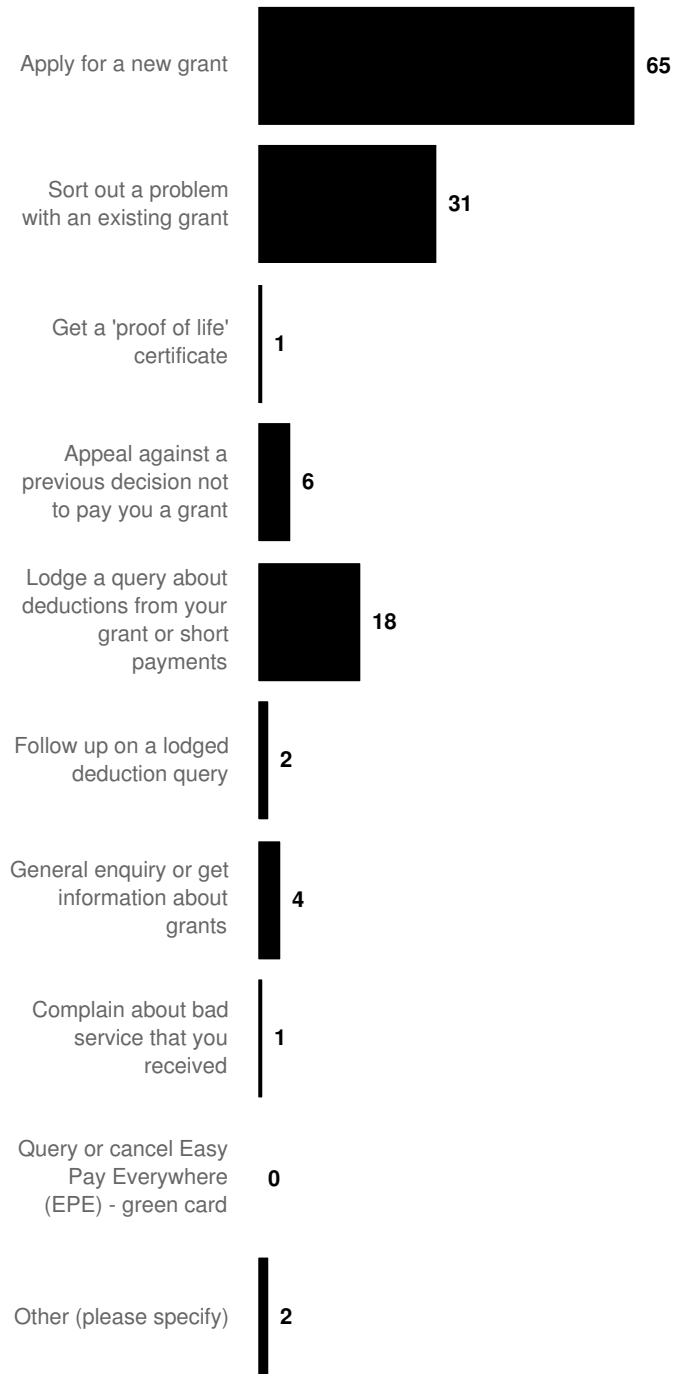 Apply for a new grant
65
Sort out a problem
with an existing grant
31
Get a 'proof of life'
certificate
1
Appeal against a
previous decision not
to pay you a grant
6
Lodge a query about
deductions from your
grant or short
payments
18
Follow up on a lodged
deduction query
2
General enquiry or get
information about
grants
4
Complain about bad
service that you
received
1
Query or cancel Easy
Pay Everywhere
(EPE) - green card
0
Other (please specify)
2